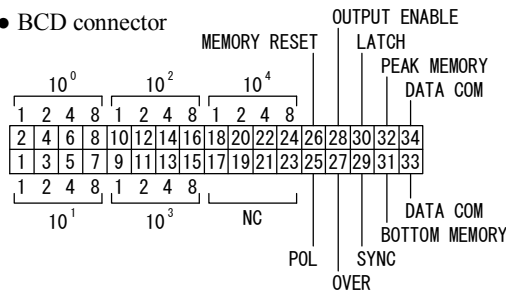 ● BCD connector
OUTPUT ENABLE
MEMORY RESET LATCH
PEAK MEMORY
10⁰ 10² 10⁴ DATA COM
1 2 4 8 1 2 4 8 1 2 4 8
2 4 6 8 10 12 14 16 18 20 22 24 26 28 30 32 34
1 3 5 7 9 11 13 15 17 19 21 23 25 27 29 31 33
1 2 4 8 1 2 4 8
10¹ 10³ NC DATA COM
BOTTOM MEMORY
POL SYNC
OVER